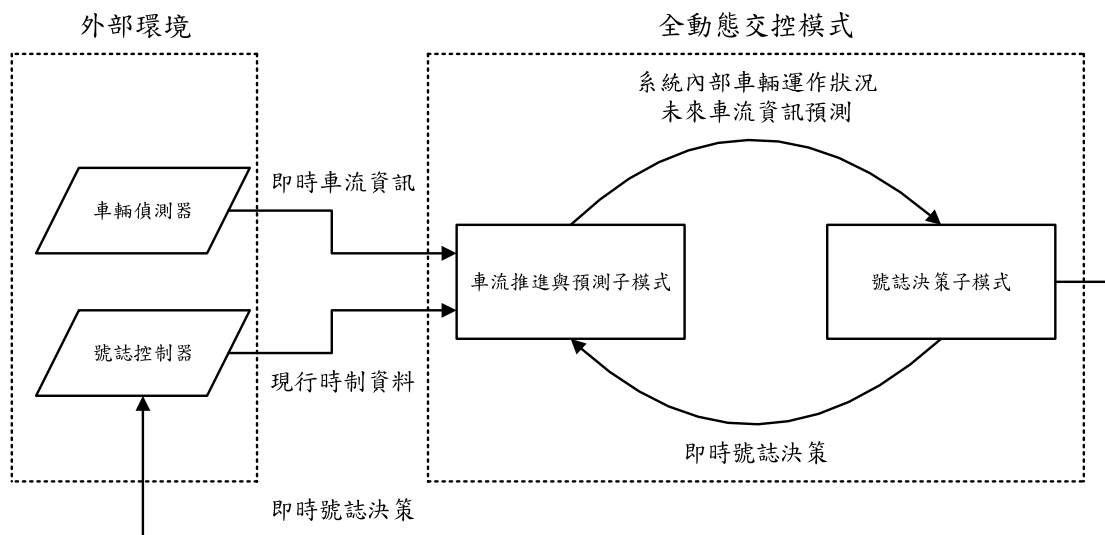 外部環境
全動態交控模式
系統內部車輛運作狀況
未來車流資訊預測
即時車流資訊
車輛偵測器
車流推進與預測子模式
號誌決策子模式
號誌控制器
現行時制資料
即時號誌決策
即時號誌決策